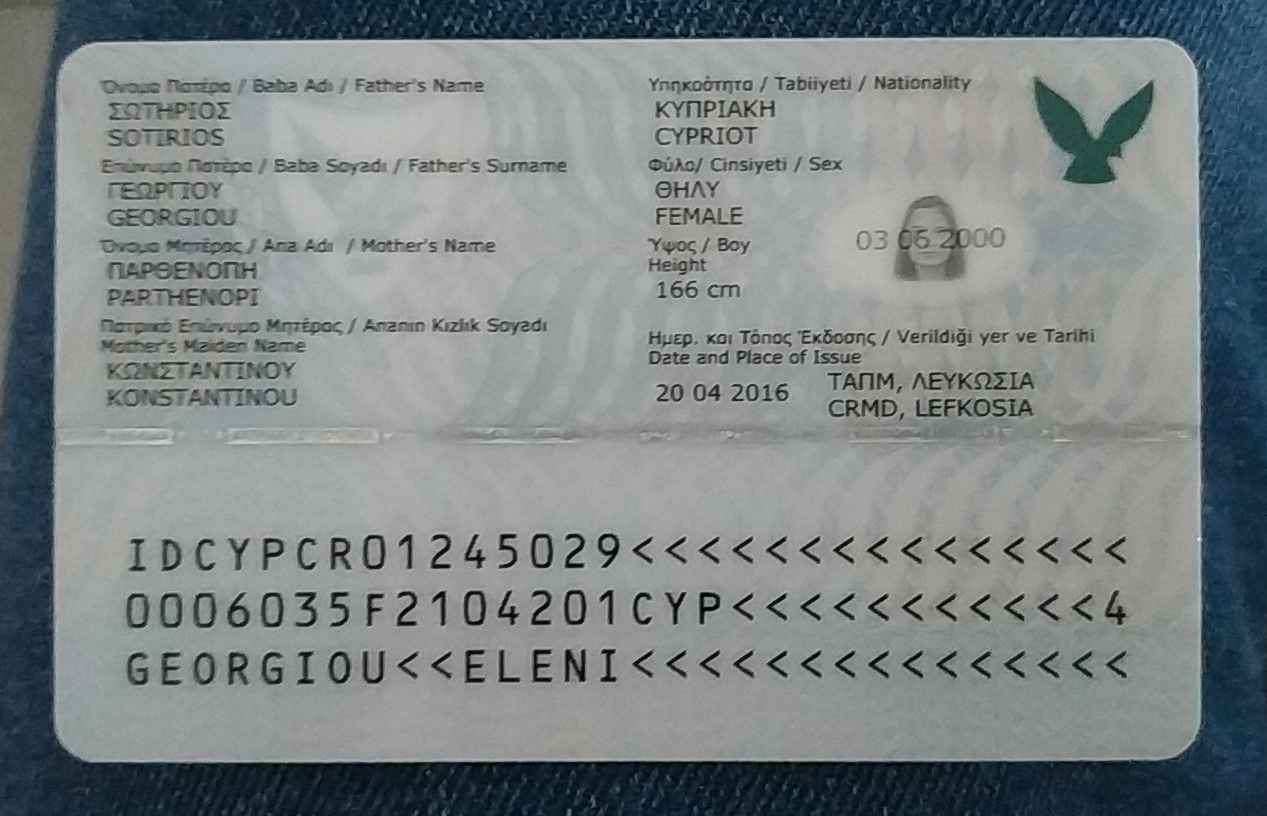 Όνομα Πατέρα / Baba Adı / Father's Name
ΣΩΤΗΡΙΟΣ
SOTIRIOS
Επώνυμο Πατέρα / Baba Soyadı / Father's Surname
ΓΕΩΡΓΙΟΥ
GEORGIOU
Όνομα Μητέρας / Ana Adı / Mother's Name
ΠΑΡΘΕΝΟΠΗ
PARTHENOPI
Πατρικό Επώνυμο Μητέρας / Ananın Kızlık Soyadı
Mother's Maiden Name
ΚΩΝΣΤΑΝΤΙΝΟΥ
KONSTANTINOU
Υπηκοότητα / Tabiiyeti / Nationality
ΚΥΠΡΙΑΚΗ
CYPRIOT
Φύλο/ Cinsiyeti / Sex
ΘΗΛΥ
FEMALE
Ύψος / Boy
Height
166 cm
03 06 2000
Ημερ. και Τόπος Έκδοσης / Verildiği yer ve Tarihi
Date and Place of Issue
20 04 2016
ΤΑΠΜ, ΛΕΥΚΩΣΙΑ
CRMD, LEFKOSIA
IDCYPCR01245029<<<<<<<<<<<<<<<
0006035F2104201CYP<<<<<<<<<<<4
GEORGIOU<<ELENI<<<<<<<<<<<<<<<